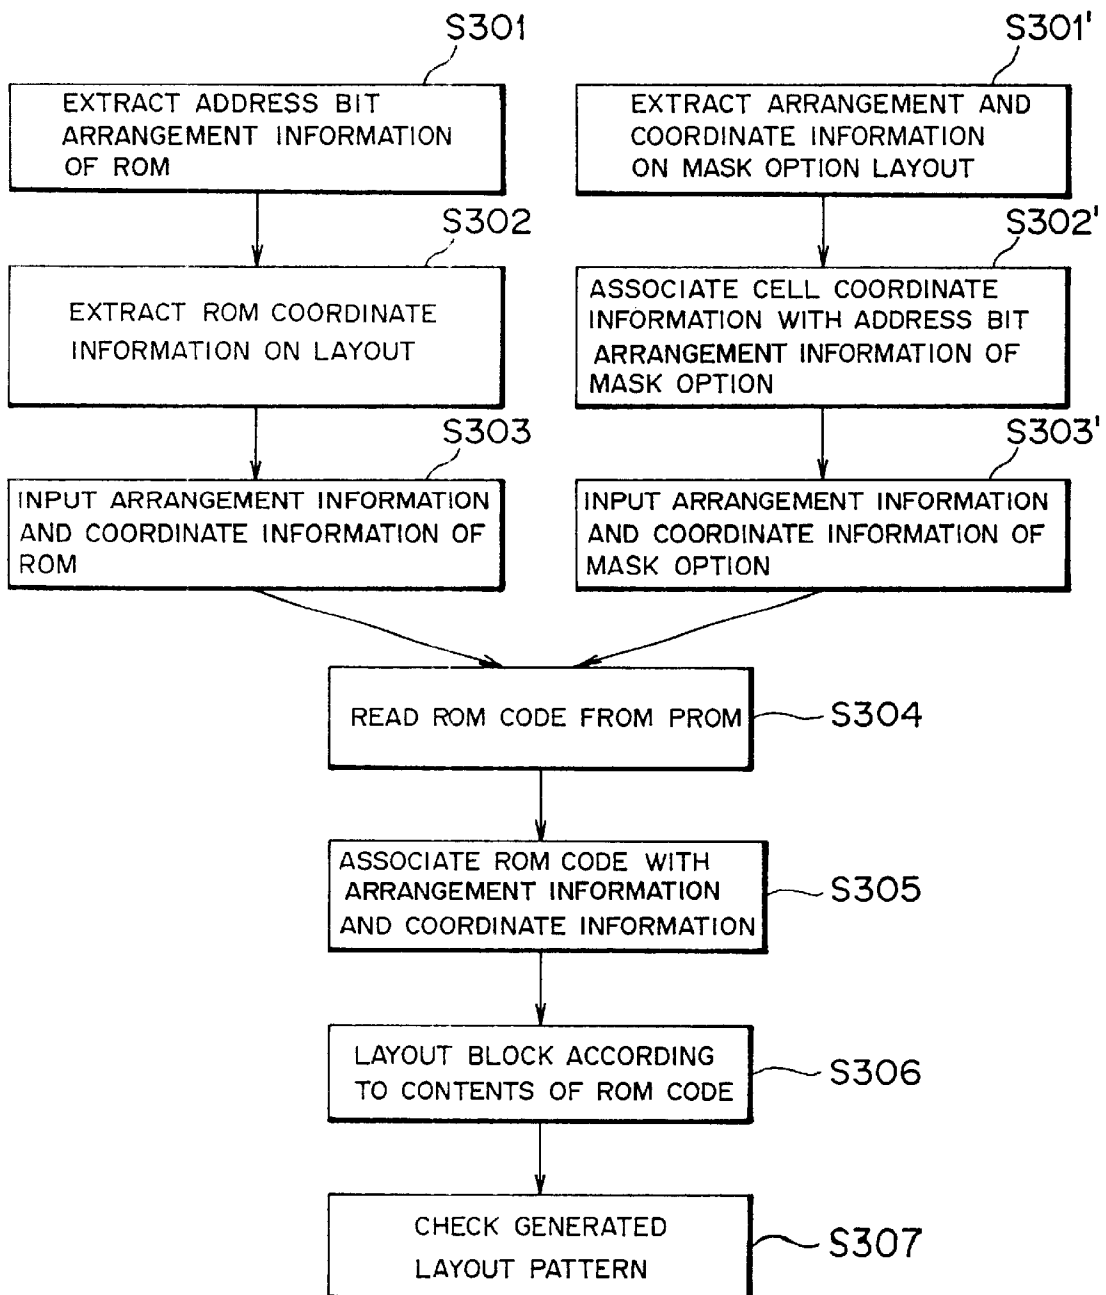 S301
EXTRACT ADDRESS BIT
ARRANGEMENT INFORMATION
OF ROM
S301'
EXTRACT ARRANGEMENT AND
COORDINATE INFORMATION
ON MASK OPTION LAYOUT
S302
EXTRACT ROM COORDINATE
INFORMATION ON LAYOUT
S302'
ASSOCIATE CELL COORDINATE
INFORMATION WITH ADDRESS BIT
ARRANGEMENT INFORMATION OF
MASK OPTION
S303
INPUT ARRANGEMENT INFORMATION
AND COORDINATE INFORMATION OF
ROM
S303'
INPUT ARRANGEMENT INFORMATION
AND COORDINATE INFORMATION OF
MASK OPTION
READ ROM CODE FROM PROM
S304
ASSOCIATE ROM CODE WITH
ARRANGEMENT INFORMATION
AND COORDINATE INFORMATION
S305
LAYOUT BLOCK ACCORDING
TO CONTENTS OF ROM CODE
S306
CHECK GENERATED
LAYOUT PATTERN
S307